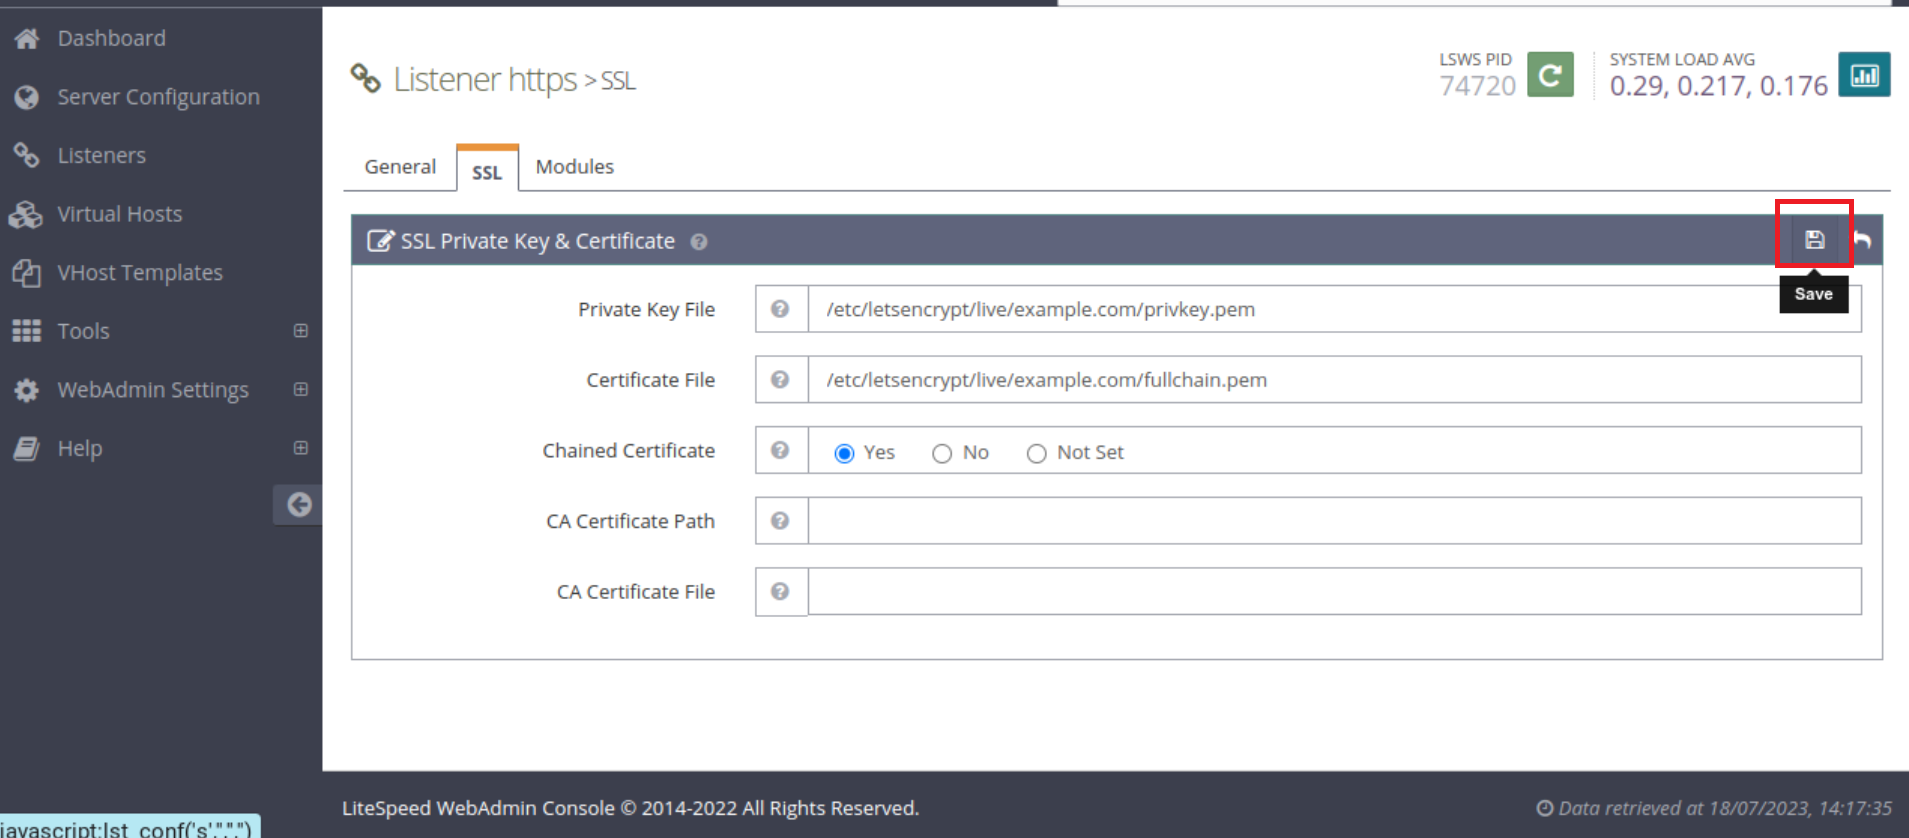 Dashboard
Server Configuration
Listeners
Virtual Hosts
VHost Templates
Tools
WebAdmin Settings
Help
Listener https > SSL
LSWS PID
74720
SYSTEM LOAD AVG
0.29, 0.217, 0.176
General
SSL
Modules
SSL Private Key & Certificate
Save
Private Key File
/etc/letsencrypt/live/example.com/privkey.pem
Certificate File
/etc/letsencrypt/live/example.com/fullchain.pem
Chained Certificate
Yes No Not Set
CA Certificate Path
CA Certificate File
LiteSpeed WebAdmin Console © 2014-2022 All Rights Reserved.
Data retrieved at 18/07/2023, 14:17:35
javascript:lst_conf('s','','','')